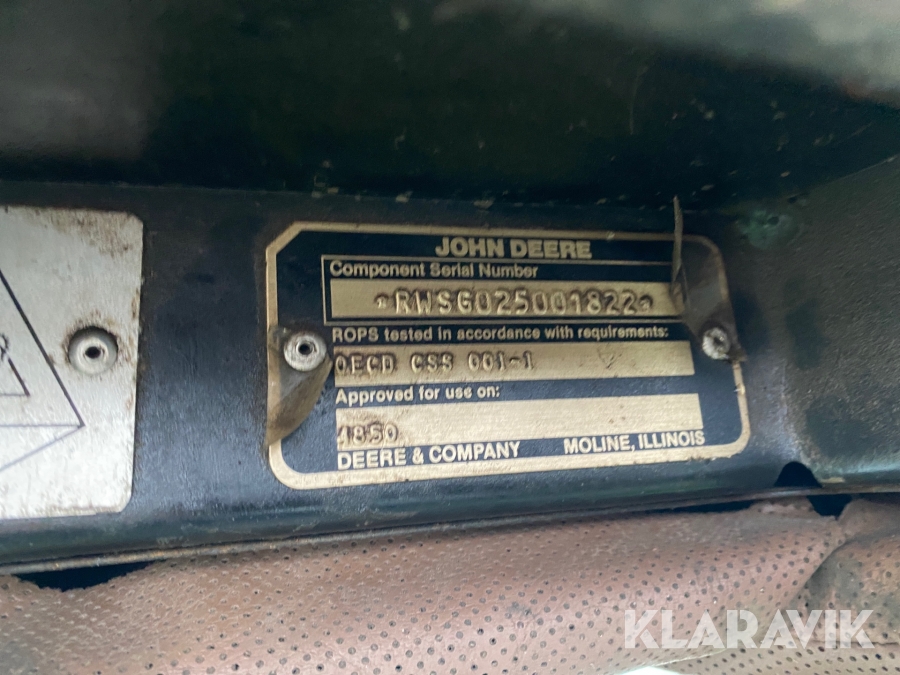 JOHN DEERE
Component Serial Number
*RWSG025001822*
ROPS tested in accordance with requirements:
OECD CSS 001-1
Approved for use on:
4850
DEERE & COMPANY MOLINE, ILLINOIS
KLARAVIK